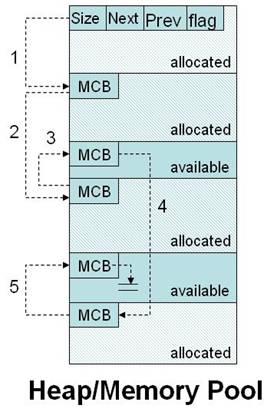 Size Next Prev flag
1
allocated
MCB
2
allocated
3
MCB
available
MCB
4
allocated
MCB
5
available
MCB
allocated
Heap/Memory Pool